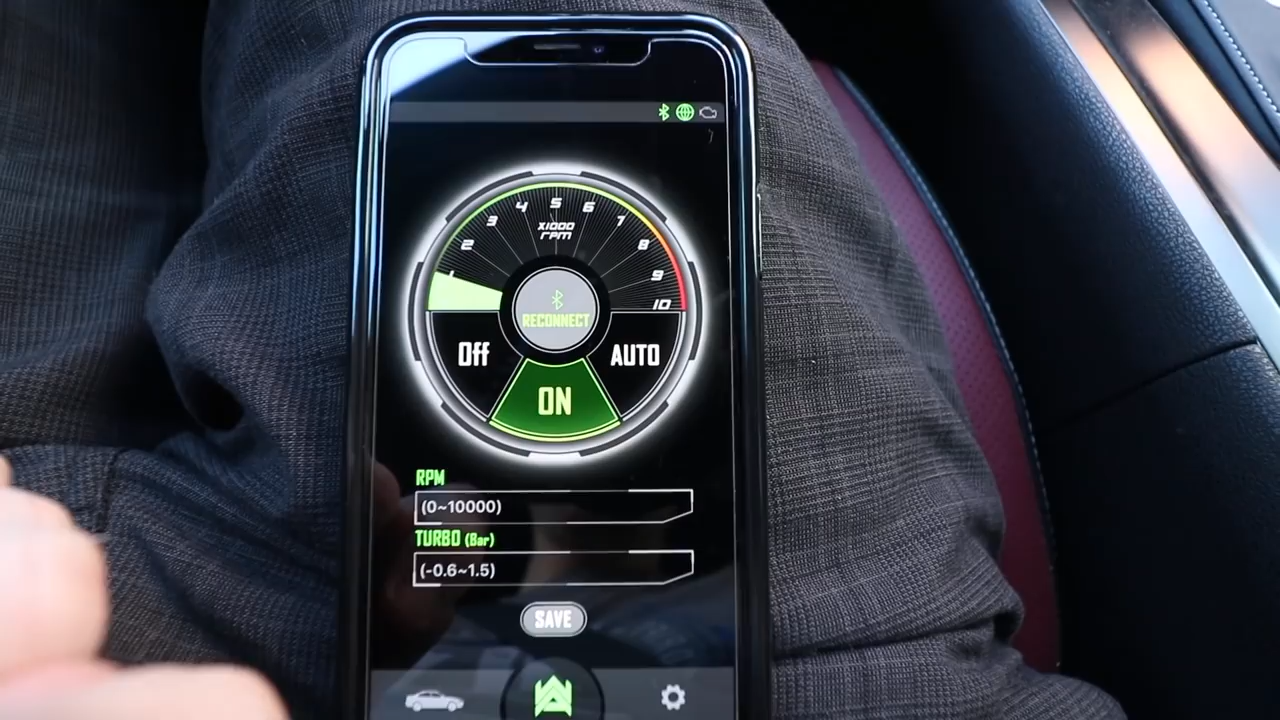 1 2 3 4 5 6 7 8 9 10
X1000
rpm
RECONNECT
Off
AUTO
ON
RPM
(0~10000)
TURBO (Bar)
(-0.6~1.5)
SAVE